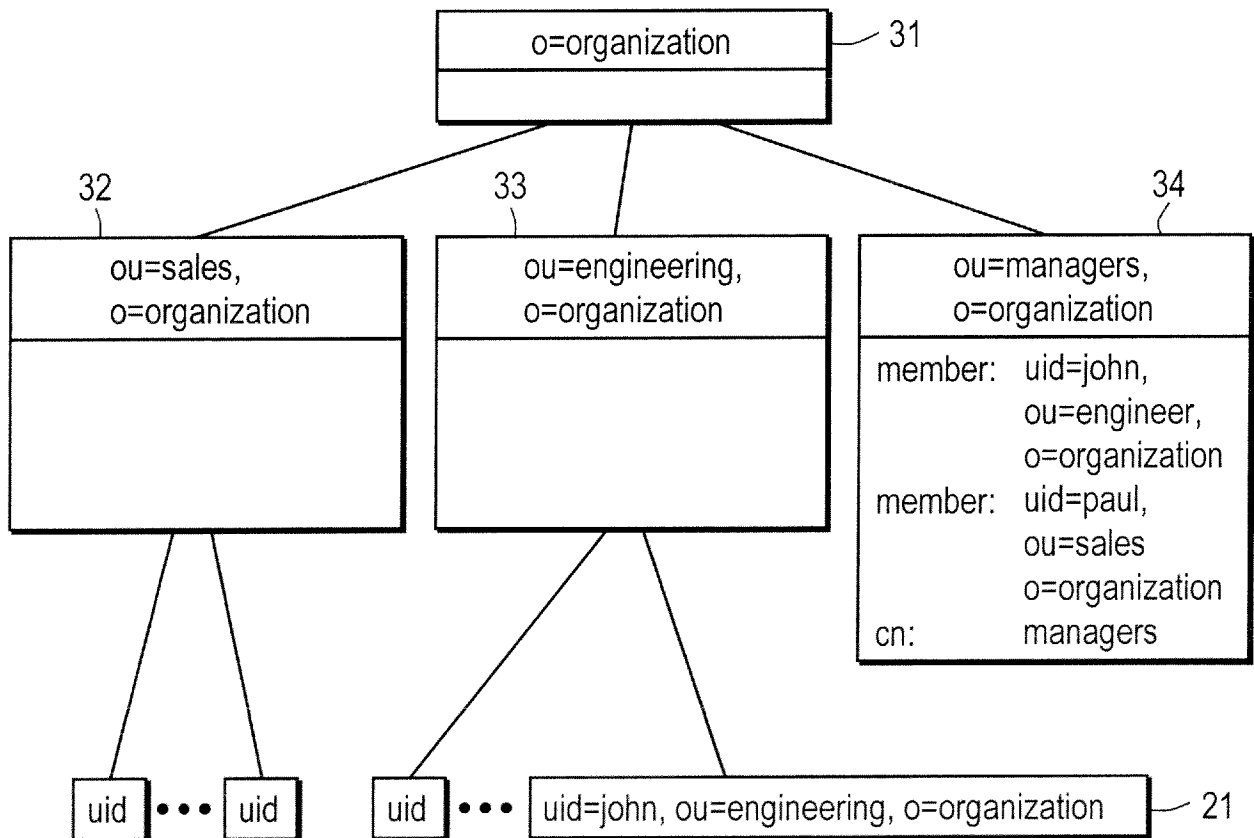 o=organization
31
32
33
34
ou=sales,
o=organization
ou=engineering,
o=organization
ou=managers,
o=organization
member: uid=john,
ou=engineer,
o=organization
member: uid=paul,
ou=sales
o=organization
cn: managers
uid ••• uid
uid ••• uid=john, ou=engineering, o=organization
21